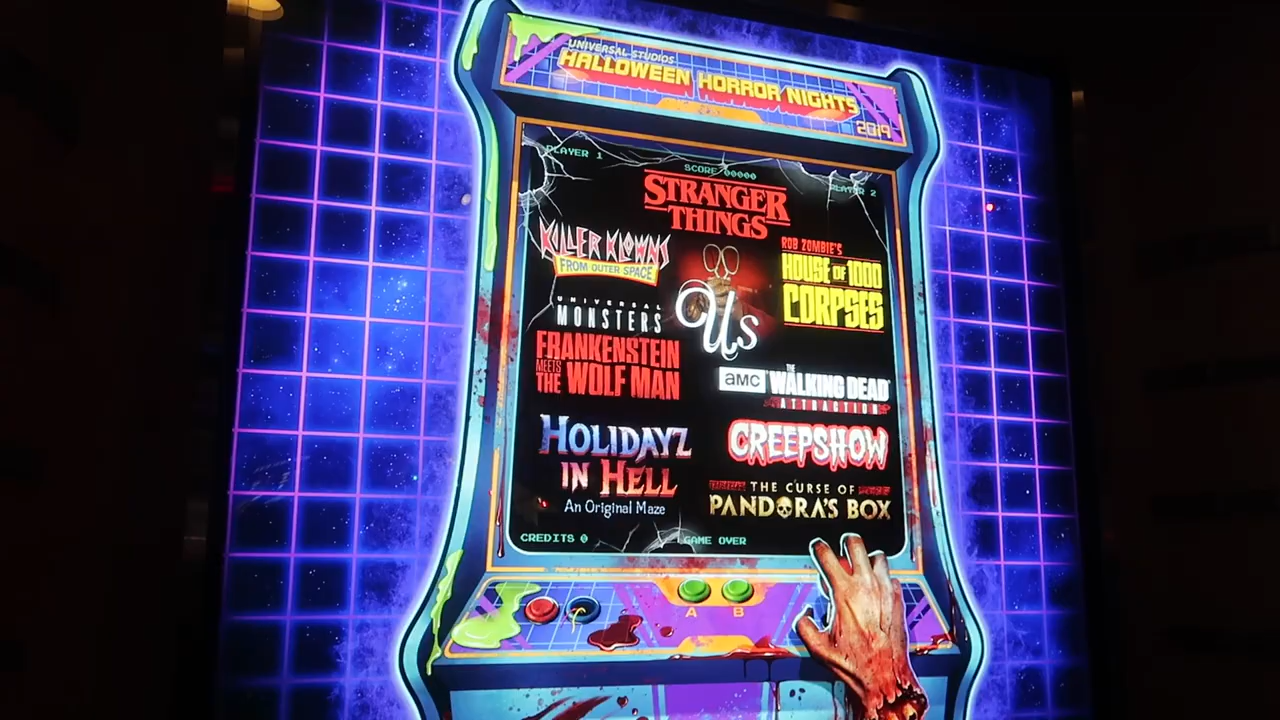 UNIVERSAL STUDIOS
HALLOWEEN HORROR NIGHTS
2019
PLAYER 1
SCORE 00000
PLAYER 2
STRANGER
THINGS
KILLER KLOWNS
FROM OUTER SPACE
ROB ZOMBIE'S
HOUSE OF 1000
CORPSES
Us
UNIVERSAL
MONSTERS
FRANKENSTEIN
MEETS
THE WOLF MAN
amc THE WALKING DEAD
ATTRACTION
HOLIDAYZ
IN HELL
An Original Maze
CREEPSHOW
THE CURSE OF
PANDORA'S BOX
CREDITS 0
GAME OVER
A B